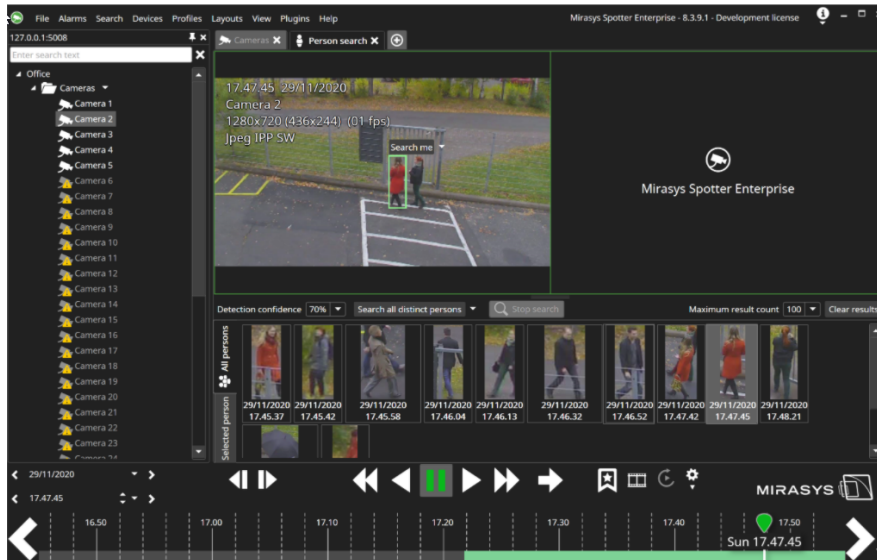 File Alarms Search Devices Profiles Layouts View Plugins Help
Mirasys Spotter Enterprise - 8.3.9.1 - Development license
127.0.0.1:5008
Cameras
Person search
Enter search text
Office
Cameras
Camera 1
Camera 2
Camera 3
Camera 4
Camera 5
Camera 6
Camera 7
Camera 8
Camera 9
Camera 10
Camera 11
Camera 12
Camera 13
Camera 14
Camera 15
Camera 16
Camera 17
Camera 18
Camera 19
Camera 20
Camera 21
Camera 22
Camera 23
Camera 24
17.47.45 29/11/2020
Camera 2
1280x720 (436x244) (01 fps)
Jpeg IPP-SW
Search me
Mirasys Spotter Enterprise
Detection confidence 70% Search all distinct persons Stop search Maximum result count 100 Clear results
All persons
Selected person
29/11/2020 29/11/2020 29/11/2020 29/11/2020 29/11/2020 29/11/2020 29/11/2020 29/11/2020 29/11/2020 29/11/2020
17.45.37 17.45.42 17.45.58 17.46.04 17.46.13 17.46.32 17.46.52 17.47.42 17.47.45 17.48.21
29/11/2020
17.47.45
MIRASYS
16.50 17.00 17.10 17.20 17.30 17.40 17.50
Sun 17.47.45